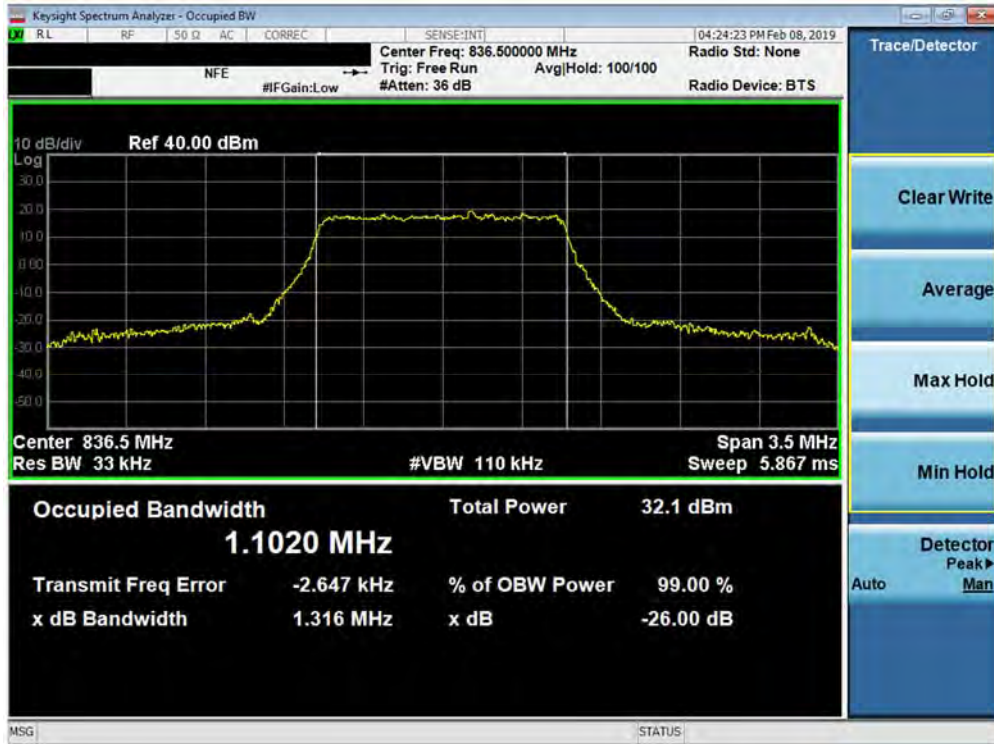 Keysight Spectrum Analyzer - Occupied BW
LXI RL RF 50 Ω AC CORREC SENSE:INT 04:24:23 PM Feb 08, 2019
Center Freq: 836.500000 MHz Radio Std: None
NFE Trig: Free Run Avg|Hold: 100/100
#IFGain:Low #Atten: 36 dB Radio Device: BTS
Trace/Detector
10 dB/div Ref 40.00 dBm
Log
30.0
20.0
10.0
0.00
-10.0
-20.0
-30.0
-40.0
-50.0
Center 836.5 MHz Span 3.5 MHz
Res BW 33 kHz #VBW 110 kHz Sweep 5.867 ms
Occupied Bandwidth Total Power 32.1 dBm
1.1020 MHz
Transmit Freq Error -2.647 kHz % of OBW Power 99.00 %
x dB Bandwidth 1.316 MHz x dB -26.00 dB
Clear Write
Average
Max Hold
Min Hold
Detector
Peak▶
Auto Man
MSG STATUS